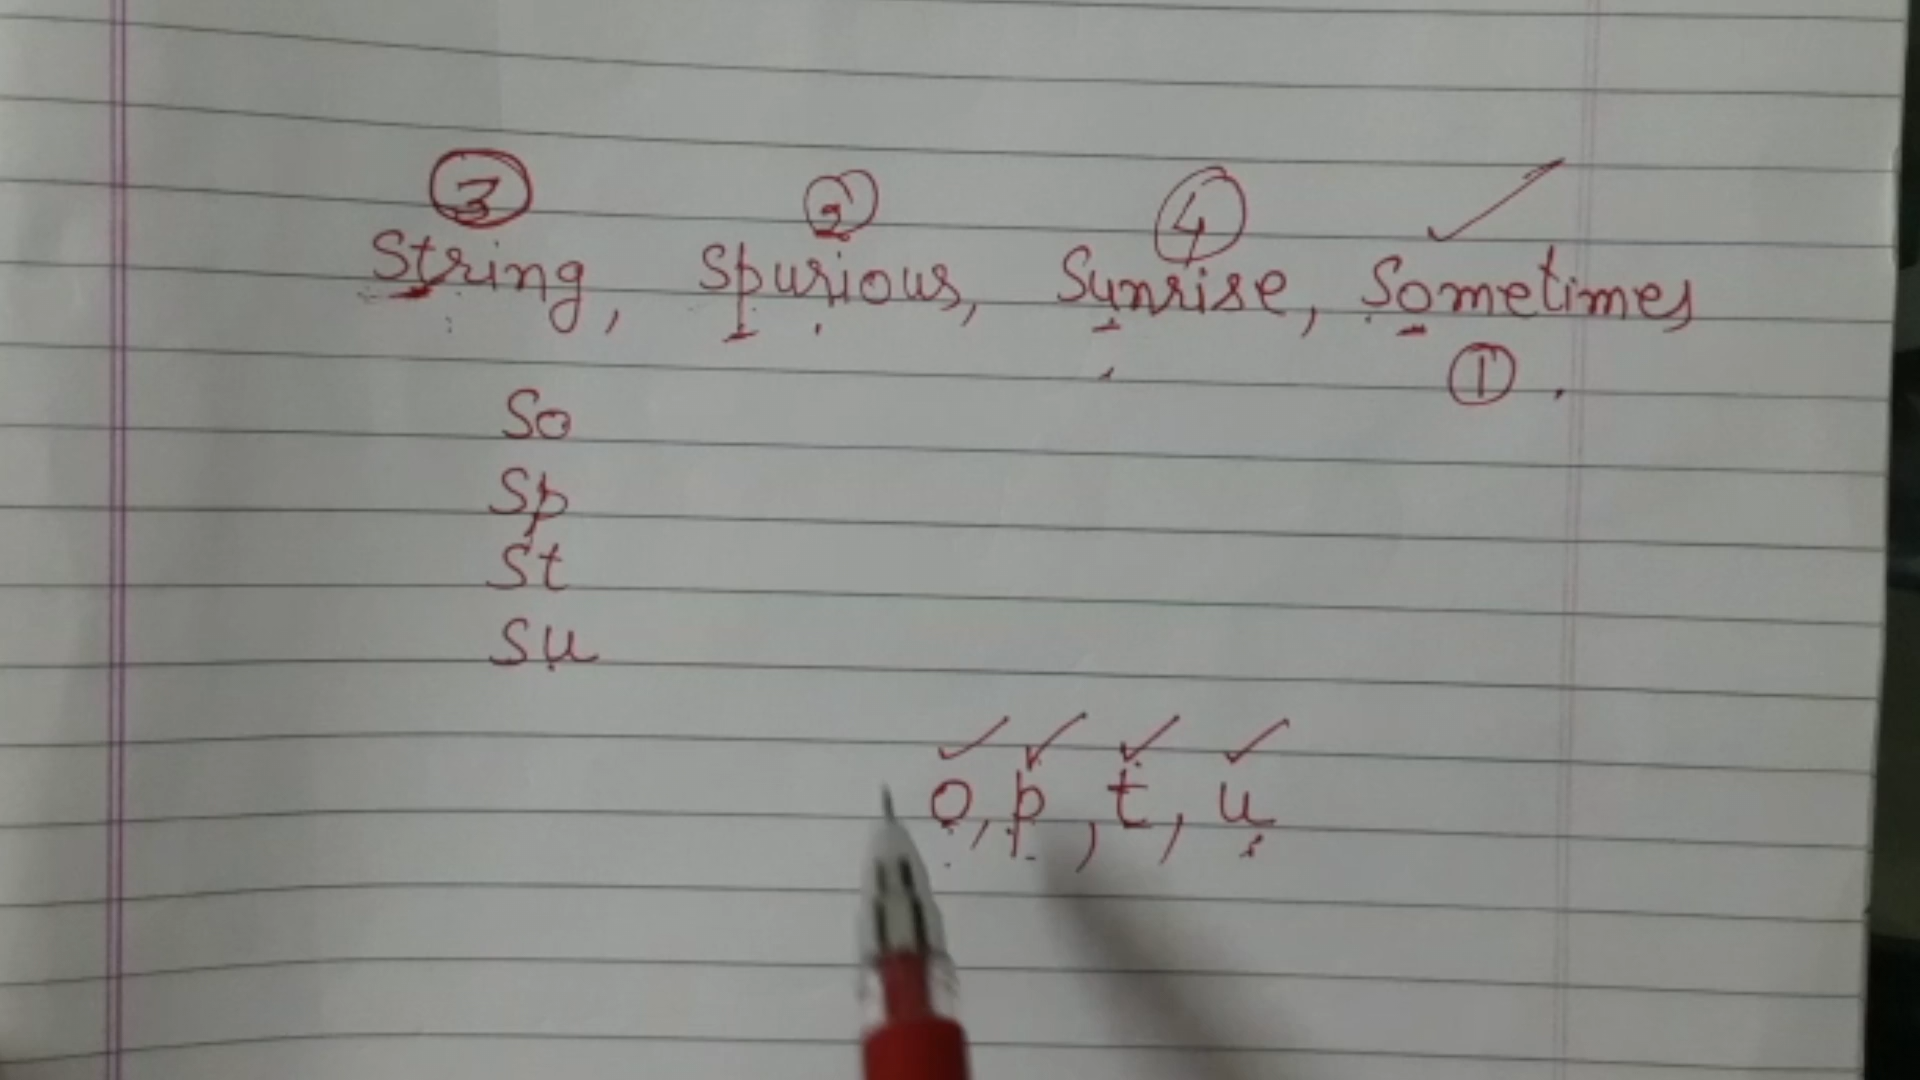 3 2 4
String, Spurious, Sunrise, Sometimes
1.
So
Sp
St
Su
o, p, t, u